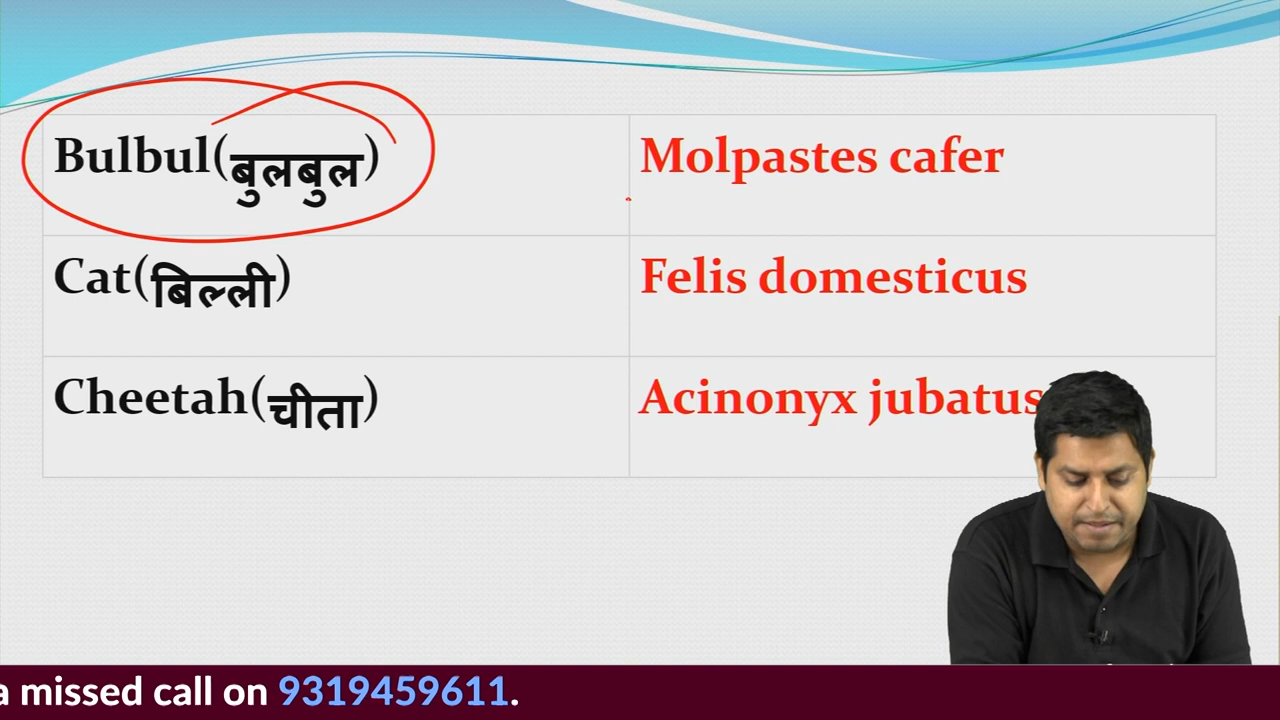 Bulbul(बुलबुल)
Molpastes cafer
Cat(बिल्ली)
Felis domesticus
Cheetah(चीता)
Acinonyx jubatus
a missed call on 9319459611.